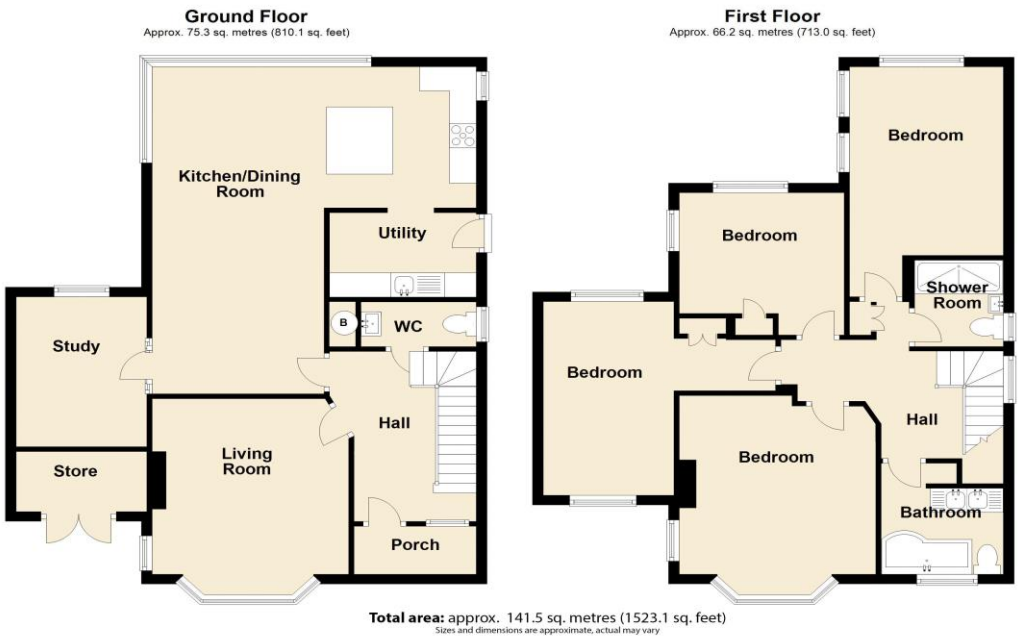 Ground Floor
Approx. 75.3 sq. metres (810.1 sq. feet)
Kitchen/Dining
Room
Utility
B
WC
Study
Hall
Living
Room
Store
Porch
First Floor
Approx. 66.2 sq. metres (713.0 sq. feet)
Bedroom
Bedroom
Shower
Room
Bedroom
Hall
Bedroom
Bathroom
Total area: approx. 141.5 sq. metres (1523.1 sq. feet)
Sizes and dimensions are approximate, actual may vary